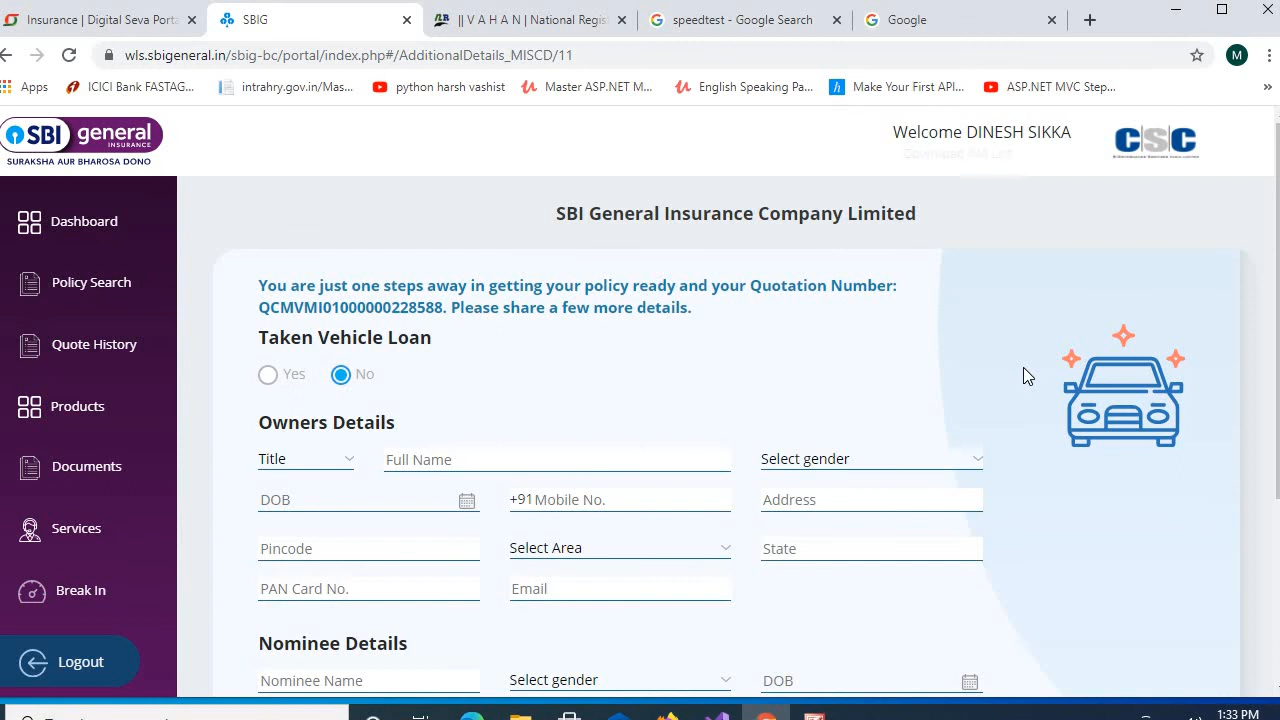 Insurance | Digital Seva Porta
SBIG
|| V A H A N | National Regis
speedtest - Google Search
Google
wls.sbigeneral.in/sbig-bc/portal/index.php#/AdditionalDetails_MISCD/11
M
Apps
ICICI Bank FASTAG...
intrahry.gov.in/Mas...
python harsh vashist
Master ASP.NET M...
English Speaking Pa...
Make Your First API...
ASP.NET MVC Step...
SBI general
INSURANCE
SURAKSHA AUR BHAROSA DONO
Welcome DINESH SIKKA
CSC
Dashboard
Policy Search
Quote History
Products
Documents
Services
Break In
Logout
SBI General Insurance Company Limited
You are just one steps away in getting your policy ready and your Quotation Number:
QCMVMI01000000228588. Please share a few more details.
Taken Vehicle Loan
Yes No
Owners Details
Title Full Name Select gender
DOB +91 Mobile No. Address
Pincode Select Area State
PAN Card No. Email
Nominee Details
Nominee Name Select gender DOB
1:33 PM